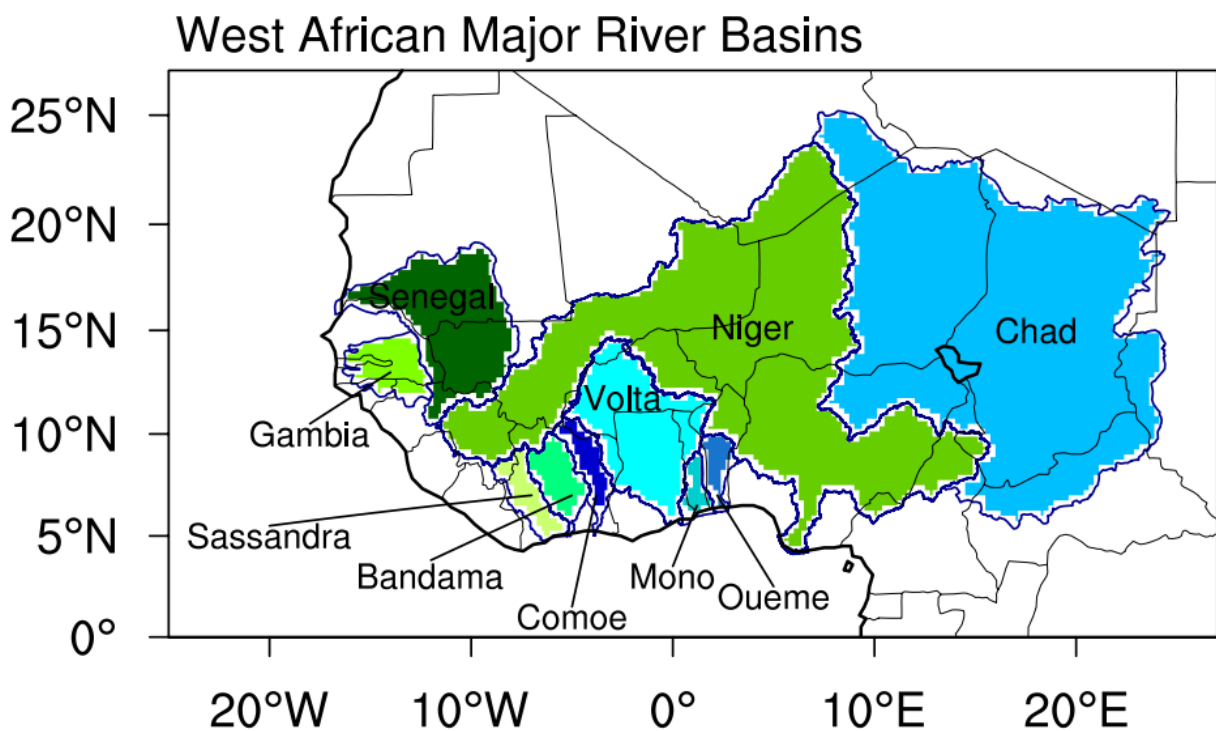 West African Major River Basins
25°N
20°N
15°N
10°N
5°N
0°
20°W
10°W
0°
10°E
20°E
Senegal
Niger
Chad
Volta
Gambia
Sassandra
Bandama
Comoe
Mono
Oueme